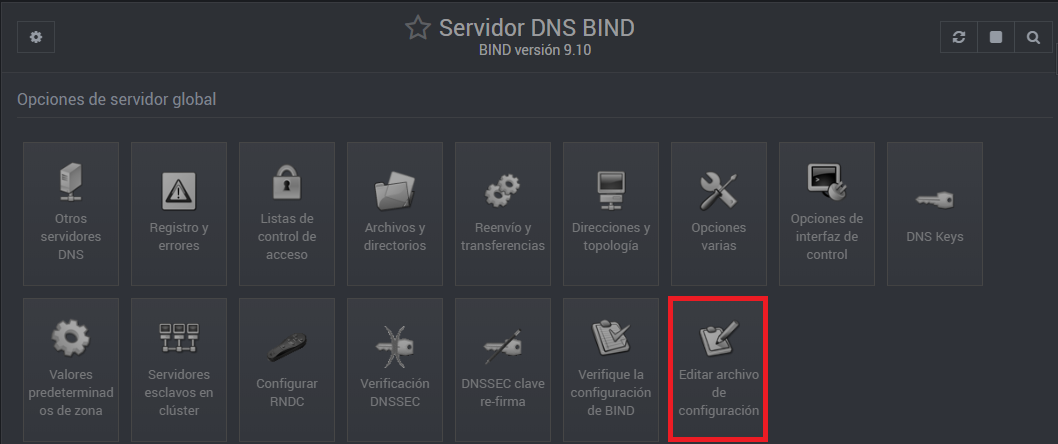 Servidor DNS BIND
BIND versión 9.10
Opciones de servidor global
Otros
servidores
DNS
Registro y
errores
Listas de
control de
acceso
Archivos y
directorios
Reenvío y
transferencias
Direcciones y
topología
Opciones
varias
Opciones de
interfaz de
control
DNS Keys
Valores
predeterminad
os de zona
Servidores
esclavos en
clúster
Configurar
RNDC
Verificación
DNSSEC
DNSSEC clave
re-firma
Verifique la
configuración
de BIND
Editar archivo
de
configuración